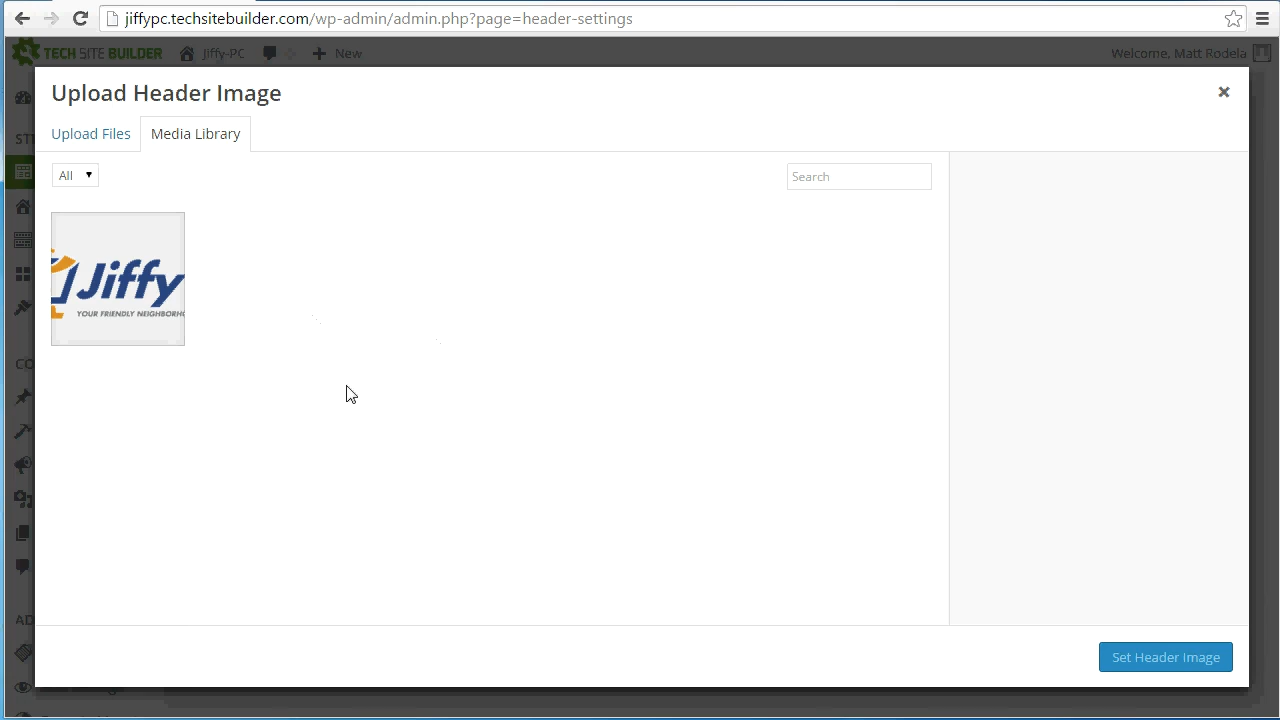 jiffypc.techsitebuilder.com/wp-admin/admin.php?page=header-settings
TECH SITE BUILDER Jiffy-PC New Welcome, Matt Rodela
Upload Header Image
Upload Files Media Library
All Search
Jiffy
YOUR FRIENDLY NEIGHBORHO
Set Header Image